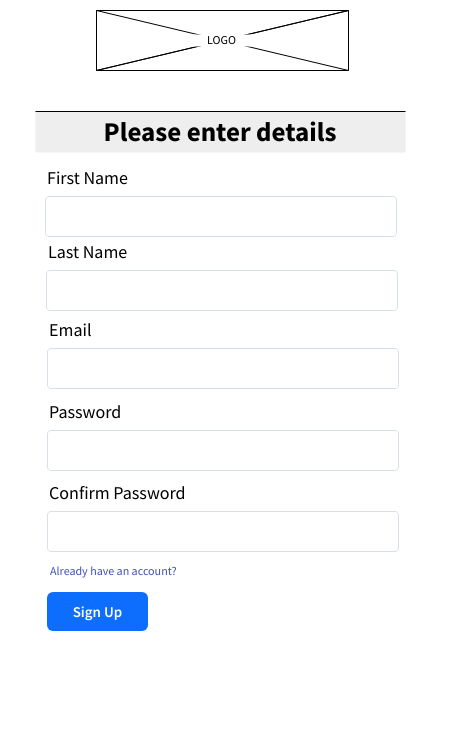 LOGO
Please enter details
First Name
Last Name
Email
Password
Confirm Password
Already have an account?
Sign Up